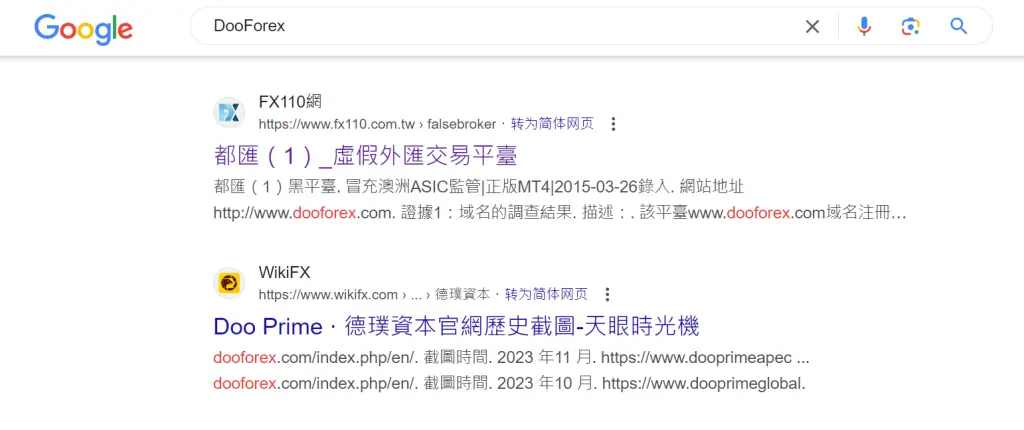 Google
DooForex
FX110網
https://www.fx110.com.tw › falsebroker · 转为简体网页
都匯（1）_虛假外匯交易平臺
都匯（1）黑平臺. 冒充澳洲ASIC監管|正版MT4|2015-03-26錄入. 網站地址
http://www.dooforex.com. 證據1：域名的調查結果. 描述：. 該平臺www.dooforex.com域名注冊...
WikiFX
https://www.wikifx.com › ... › 德璞資本 · 转为简体网页
Doo Prime · 德璞資本官網歷史截圖-天眼時光機
dooforex.com/index.php/en/. 截圖時間. 2023 年11 月. https://www.dooprimeapec ...
dooforex.com/index.php/en/. 截圖時間. 2023 年10 月. https://www.dooprimeglobal.